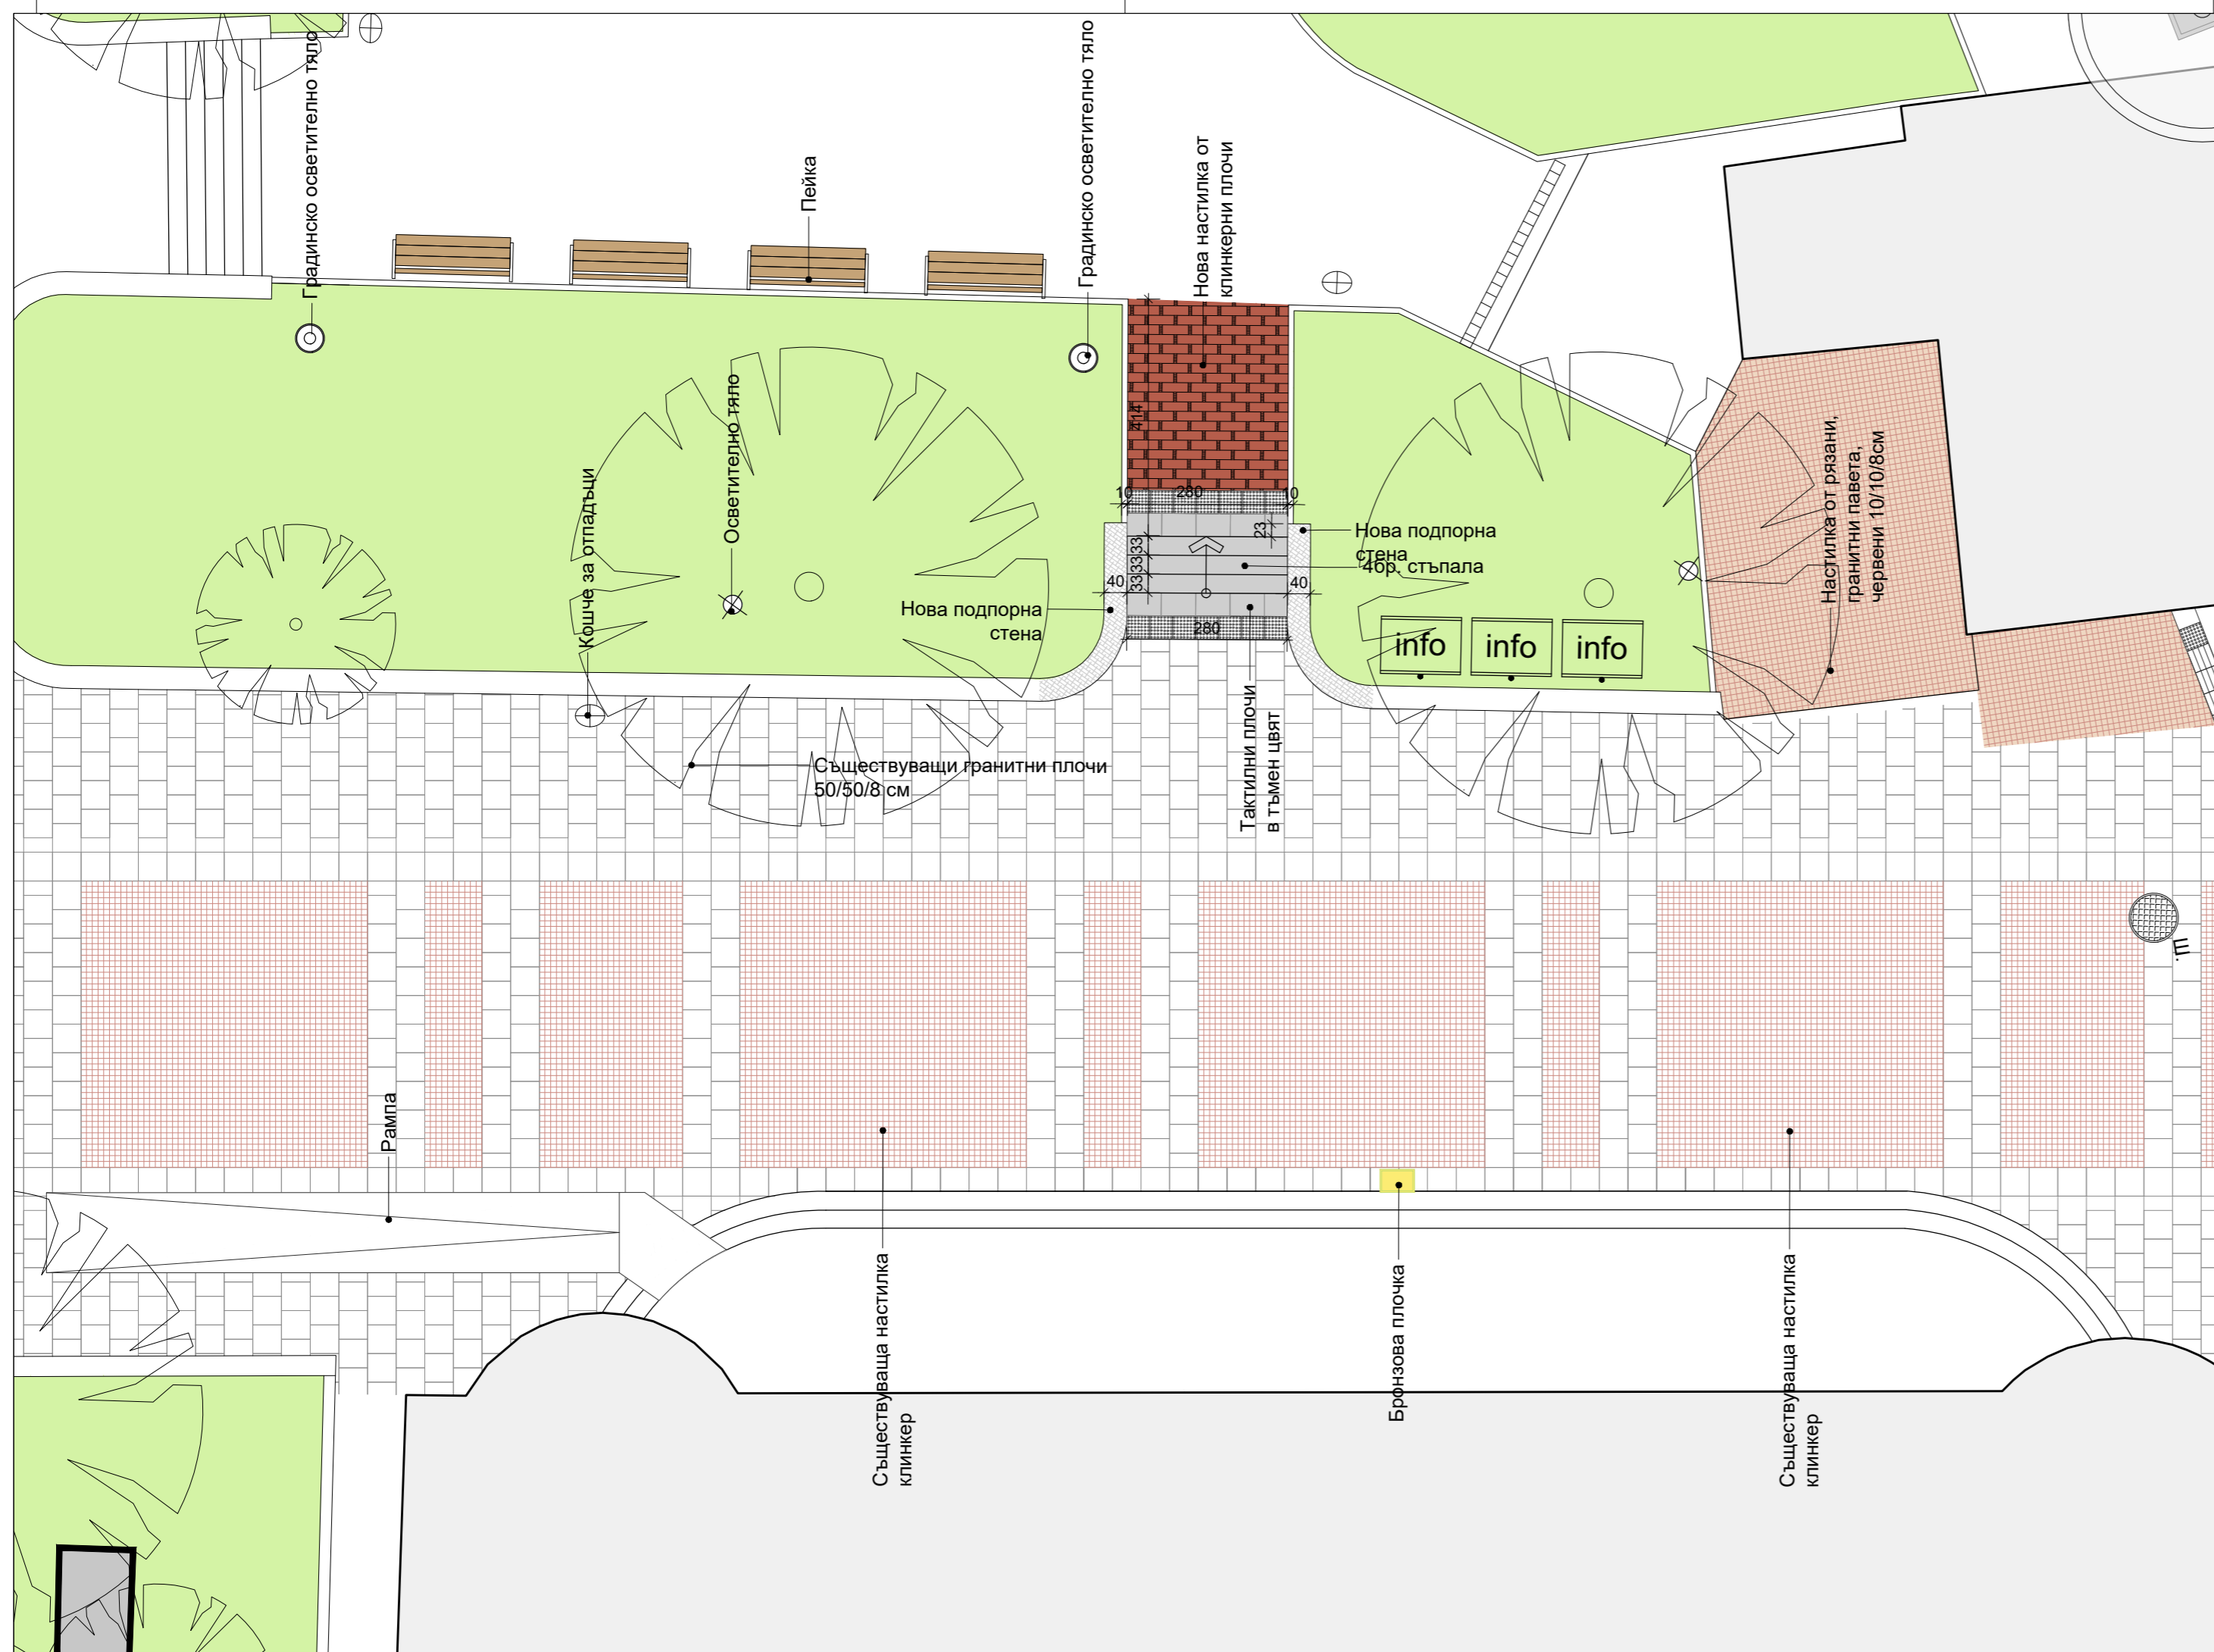 Градинско осветително тяло
Пейка
Градинско осветително тяло
Нова настилка от
клинкерни плочи
Кошче за отпадъци
Осветително тяло
414
10
280
10
23
33
33
33
40
40
280
Нова подпорна
стена
4бр. стъпала
Нова подпорна
стена
info
info
info
Настилка от рязани,
гранитни павета,
червени 10/10/8см
Тактилни плочи
в тъмен цвят
Съществуващи гранитни плочи
50/50/8 см
Ш.
Рампа
Съществуваща настилка
клинкер
Бронзова плочка
Съществуваща настилка
клинкер